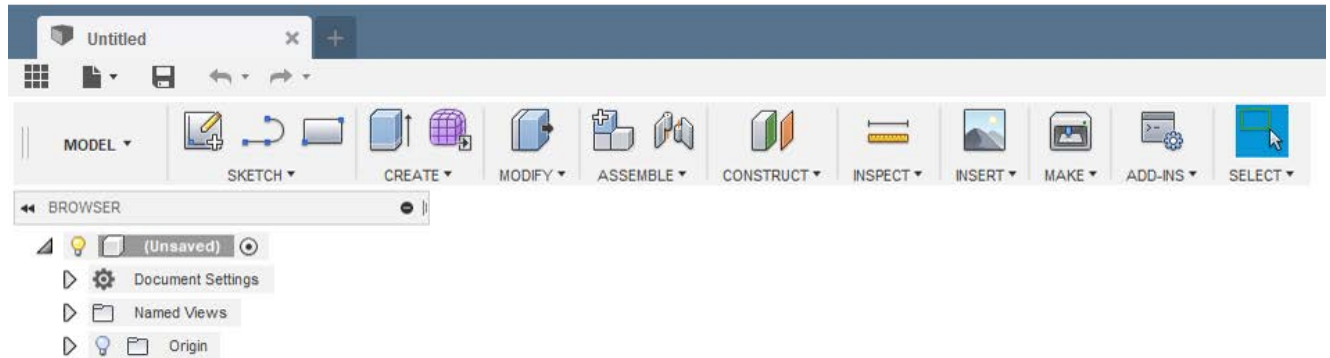 Untitled
MODEL
SKETCH CREATE MODIFY ASSEMBLE CONSTRUCT INSPECT INSERT MAKE ADD-INS SELECT
BROWSER
(Unsaved)
Document Settings
Named Views
Origin